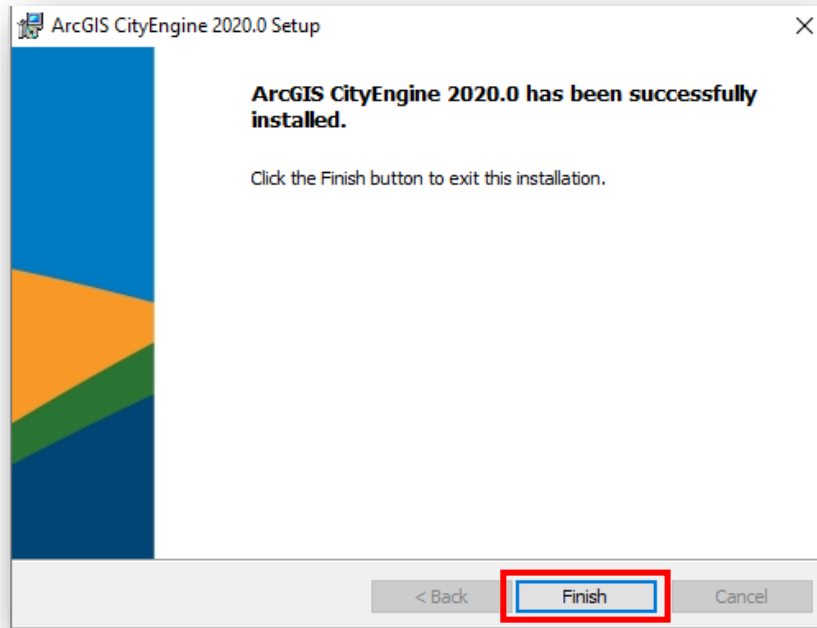 ArcGIS CityEngine 2020.0 Setup
ArcGIS CityEngine 2020.0 has been successfully
installed.
Click the Finish button to exit this installation.
< Back Finish Cancel